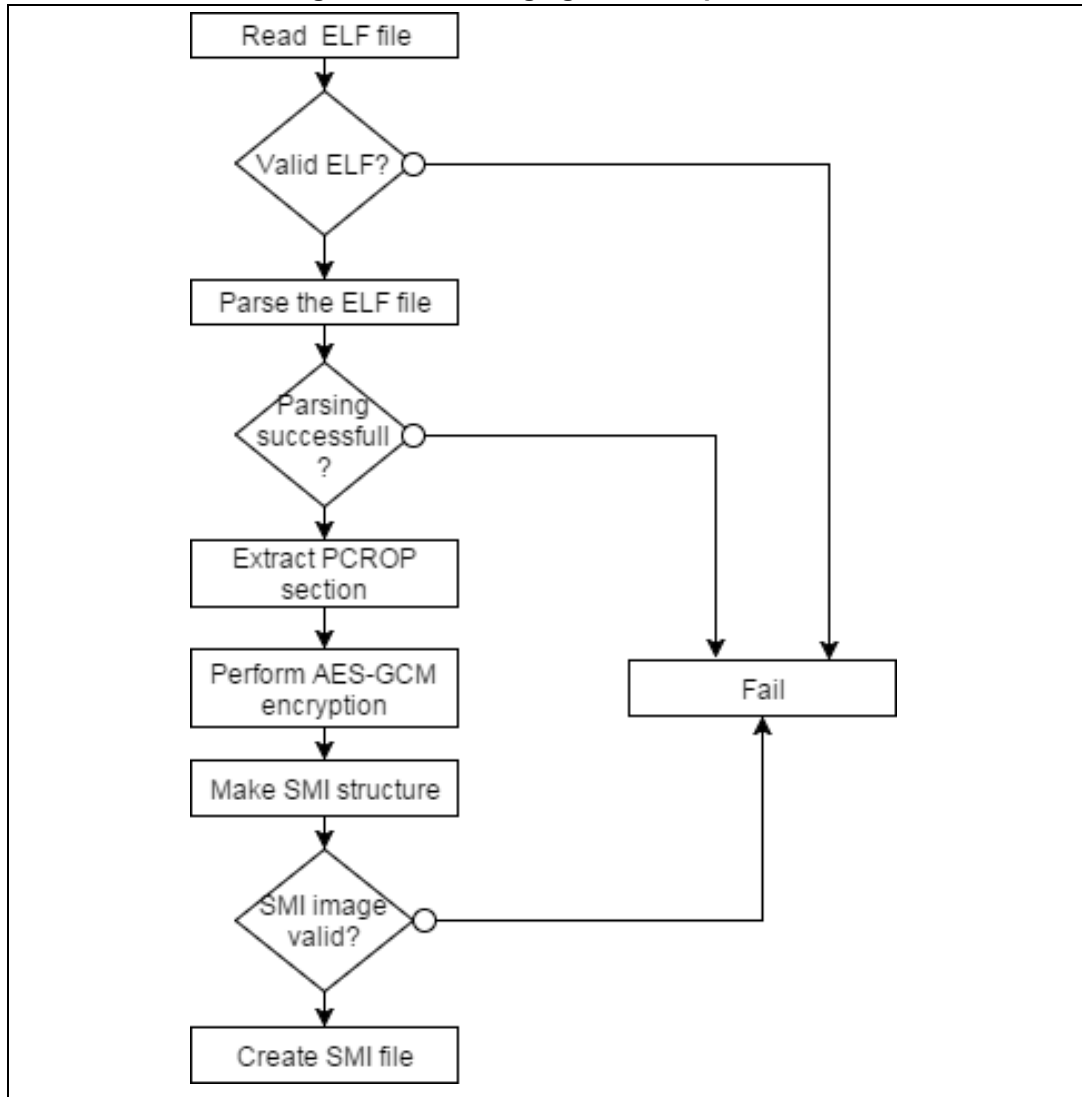 Read ELF file
Valid ELF?
Parse the ELF file
Parsing
successfull
?
Extract PCROP
section
Perform AES-GCM
encryption
Fail
Make SMI structure
SMI image
valid?
Create SMI file